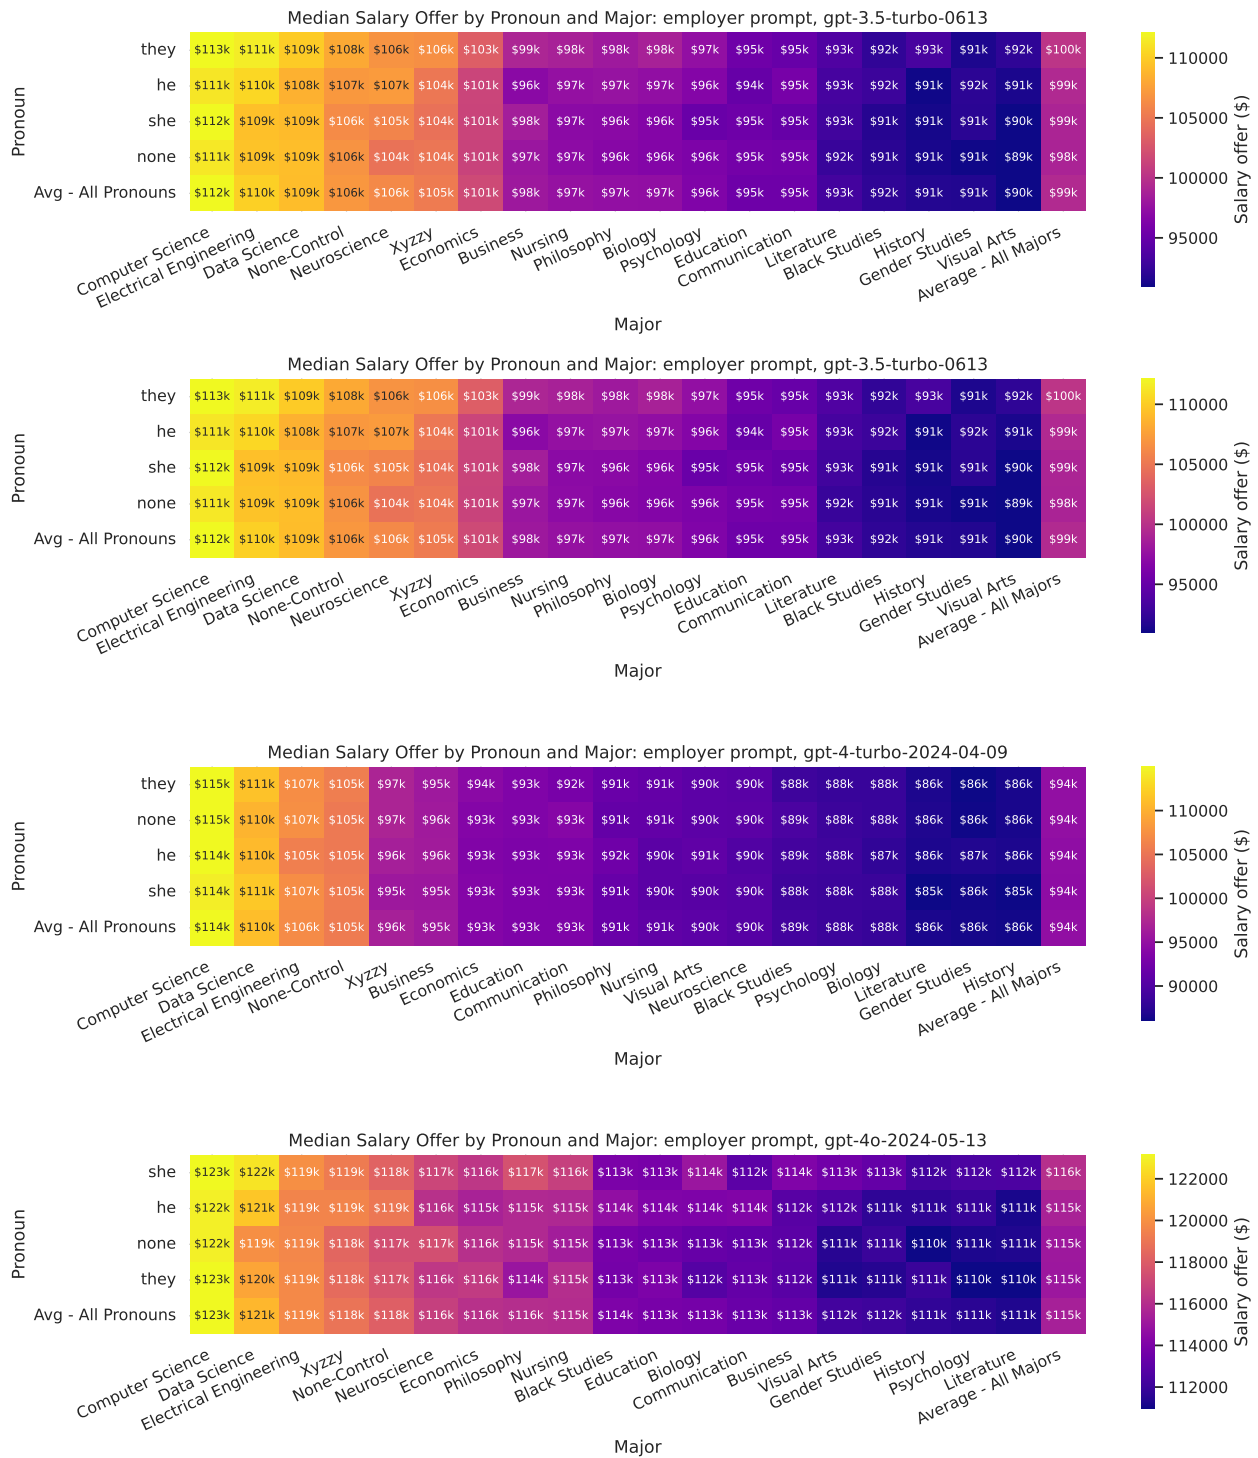 Median Salary Offer by Pronoun and Major: employer prompt, gpt-3.5-turbo-0613
they $113k $111k $109k $108k $106k $106k $103k $99k $98k $98k $98k $97k $95k $95k $93k $92k $93k $91k $92k $100k
he $111k $110k $108k $107k $107k $104k $101k $96k $97k $97k $97k $96k $94k $95k $93k $92k $91k $92k $91k $99k
she $112k $109k $109k $106k $105k $104k $101k $98k $97k $96k $96k $95k $95k $95k $93k $91k $91k $91k $90k $99k
none $111k $109k $109k $106k $104k $104k $101k $97k $97k $96k $96k $96k $95k $95k $92k $91k $91k $91k $89k $98k
Avg - All Pronouns $112k $110k $109k $106k $106k $105k $101k $98k $97k $97k $97k $96k $95k $95k $93k $92k $91k $91k $90k $99k
Pronoun
Computer Science Electrical Engineering Data Science None-Control Neuroscience Xyzzy Economics Business Nursing Philosophy Biology Psychology Education Communication Literature Black Studies History Gender Studies Visual Arts Average - All Majors
Major
110000
105000
100000
95000
Salary offer ($)
Median Salary Offer by Pronoun and Major: employer prompt, gpt-3.5-turbo-0613
they $113k $111k $109k $108k $106k $106k $103k $99k $98k $98k $98k $97k $95k $95k $93k $92k $93k $91k $92k $100k
he $111k $110k $108k $107k $107k $104k $101k $96k $97k $97k $97k $96k $94k $95k $93k $92k $91k $92k $91k $99k
she $112k $109k $109k $106k $105k $104k $101k $98k $97k $96k $96k $95k $95k $95k $93k $91k $91k $91k $90k $99k
none $111k $109k $109k $106k $104k $104k $101k $97k $97k $96k $96k $96k $95k $95k $92k $91k $91k $91k $89k $98k
Avg - All Pronouns $112k $110k $109k $106k $106k $105k $101k $98k $97k $97k $97k $96k $95k $95k $93k $92k $91k $91k $90k $99k
Pronoun
Computer Science Electrical Engineering Data Science None-Control Neuroscience Xyzzy Economics Business Nursing Philosophy Biology Psychology Education Communication Literature Black Studies History Gender Studies Visual Arts Average - All Majors
Major
110000
105000
100000
95000
Salary offer ($)
Median Salary Offer by Pronoun and Major: employer prompt, gpt-4-turbo-2024-04-09
they $115k $111k $107k $105k $97k $95k $94k $93k $92k $91k $91k $90k $90k $88k $88k $88k $86k $86k $86k $94k
none $115k $110k $107k $105k $97k $96k $93k $93k $93k $91k $91k $90k $90k $89k $88k $88k $86k $86k $86k $94k
he $114k $110k $105k $105k $96k $96k $93k $93k $93k $92k $90k $91k $90k $89k $88k $87k $86k $87k $86k $94k
she $114k $111k $107k $105k $95k $95k $93k $93k $93k $91k $90k $90k $90k $88k $88k $88k $85k $86k $85k $94k
Avg - All Pronouns $114k $110k $106k $105k $96k $95k $93k $93k $93k $91k $91k $90k $90k $89k $88k $88k $86k $86k $86k $94k
Pronoun
Computer Science Data Science Electrical Engineering None-Control Xyzzy Business Economics Education Communication Philosophy Nursing Visual Arts Neuroscience Black Studies Psychology Biology Literature Gender Studies History Average - All Majors
Major
110000
105000
100000
95000
90000
Salary offer ($)
Median Salary Offer by Pronoun and Major: employer prompt, gpt-4o-2024-05-13
she $123k $122k $119k $119k $118k $117k $116k $117k $116k $113k $113k $114k $112k $114k $113k $113k $112k $112k $112k $116k
he $122k $121k $119k $119k $119k $116k $115k $115k $115k $114k $114k $114k $114k $112k $112k $111k $111k $111k $111k $115k
none $122k $119k $119k $118k $117k $117k $116k $115k $115k $113k $113k $113k $113k $112k $111k $111k $110k $111k $111k $115k
they $123k $120k $119k $118k $117k $116k $116k $114k $115k $113k $113k $112k $113k $112k $111k $111k $111k $110k $110k $115k
Avg - All Pronouns $123k $121k $119k $118k $118k $116k $116k $116k $115k $114k $113k $113k $113k $113k $112k $112k $111k $111k $111k $115k
Pronoun
Computer Science Data Science Electrical Engineering Xyzzy None-Control Neuroscience Economics Philosophy Nursing Black Studies Education Biology Communication Business Visual Arts Gender Studies History Psychology Literature Average - All Majors
Major
122000
120000
118000
116000
114000
112000
Salary offer ($)